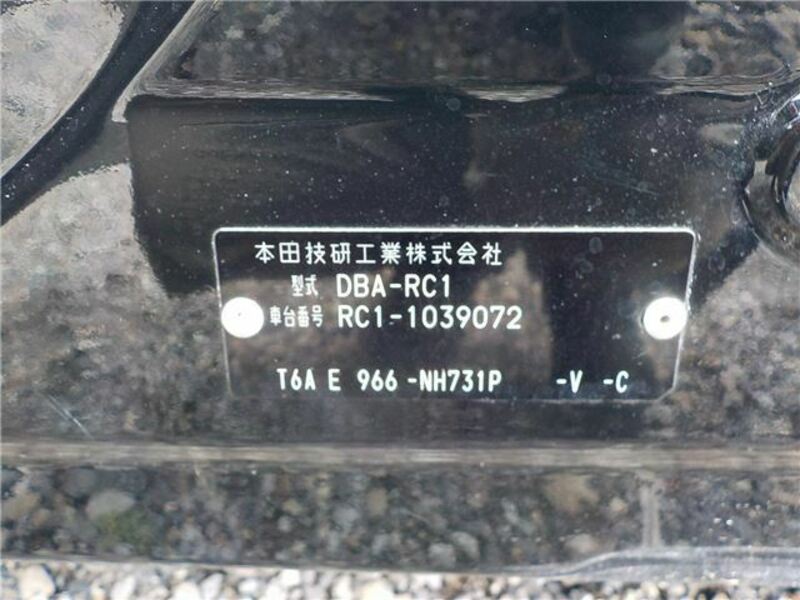 本田技研工業株式会社
型式 DBA-RC1
車台番号 RC1-1039072
T6A E 966 -NH731P -V -C